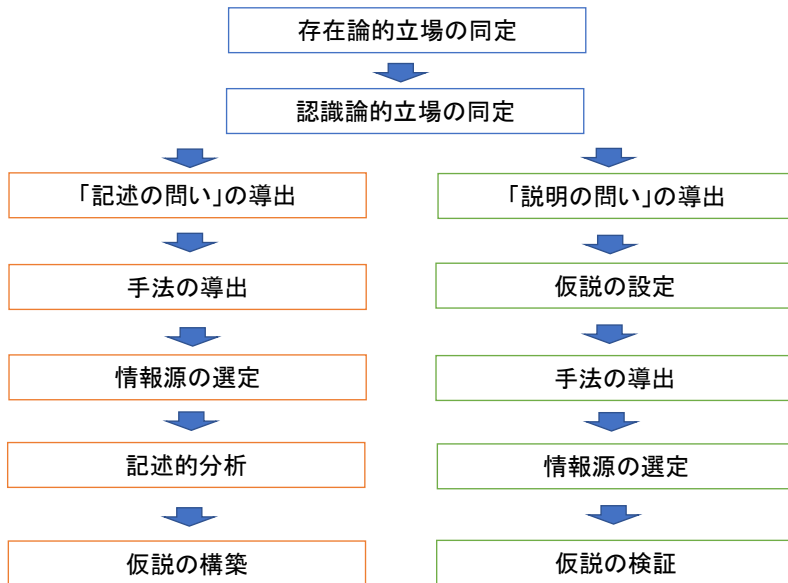 存在論的立場の同定
認識論的立場の同定
「記述の問い」の導出
手法の導出
情報源の選定
記述的分析
仮説の構築
「説明の問い」の導出
仮説の設定
手法の導出
情報源の選定
仮説の検証